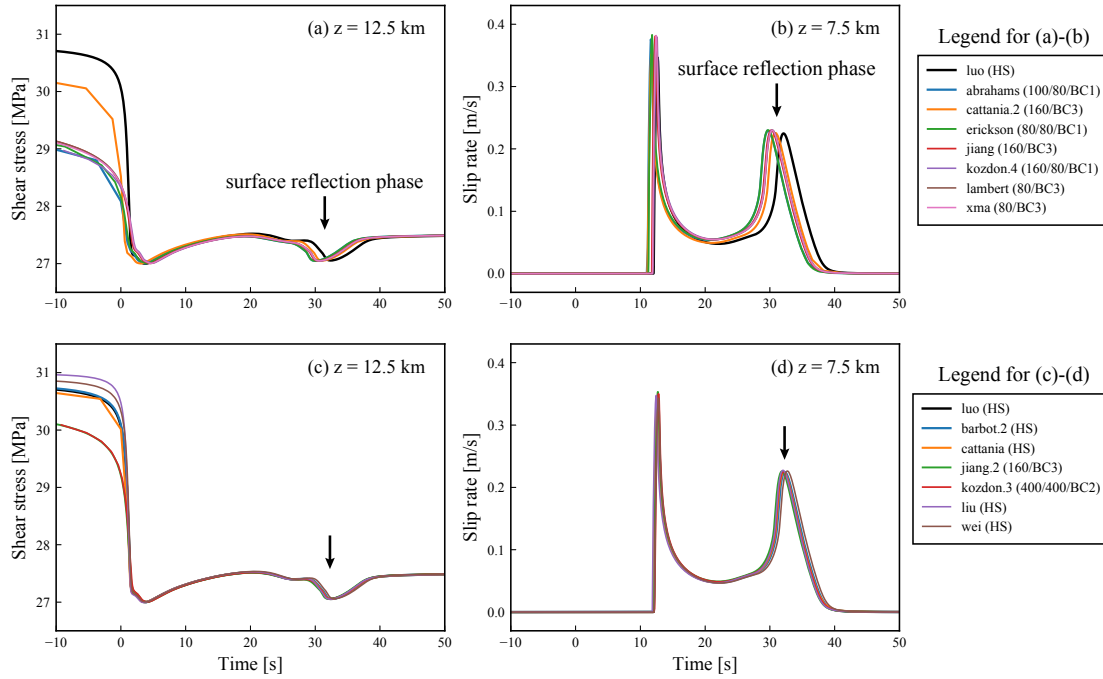 (a) z = 12.5 km
surface reflection phase
Shear stress [MPa]
31
30
29
28
27
−10 0 10 20 30 40 50
(b) z = 7.5 km
surface reflection phase
Slip rate [m/s]
0.4
0.3
0.2
0.1
0.0
−10 0 10 20 30 40 50
Legend for (a)-(b)
luo (HS)
abrahams (100/80/BC1)
cattania.2 (160/BC3)
erickson (80/80/BC1)
jiang (160/BC3)
kozdon.4 (160/80/BC1)
lambert (80/BC3)
xma (80/BC3)
(c) z = 12.5 km
Shear stress [MPa]
31
30
29
28
27
−10 0 10 20 30 40 50
Time [s]
(d) z = 7.5 km
Slip rate [m/s]
0.4
0.3
0.2
0.1
0.0
−10 0 10 20 30 40 50
Time [s]
Legend for (c)-(d)
luo (HS)
barbot.2 (HS)
cattania (HS)
jiang.2 (160/BC3)
kozdon.3 (400/400/BC2)
liu (HS)
wei (HS)